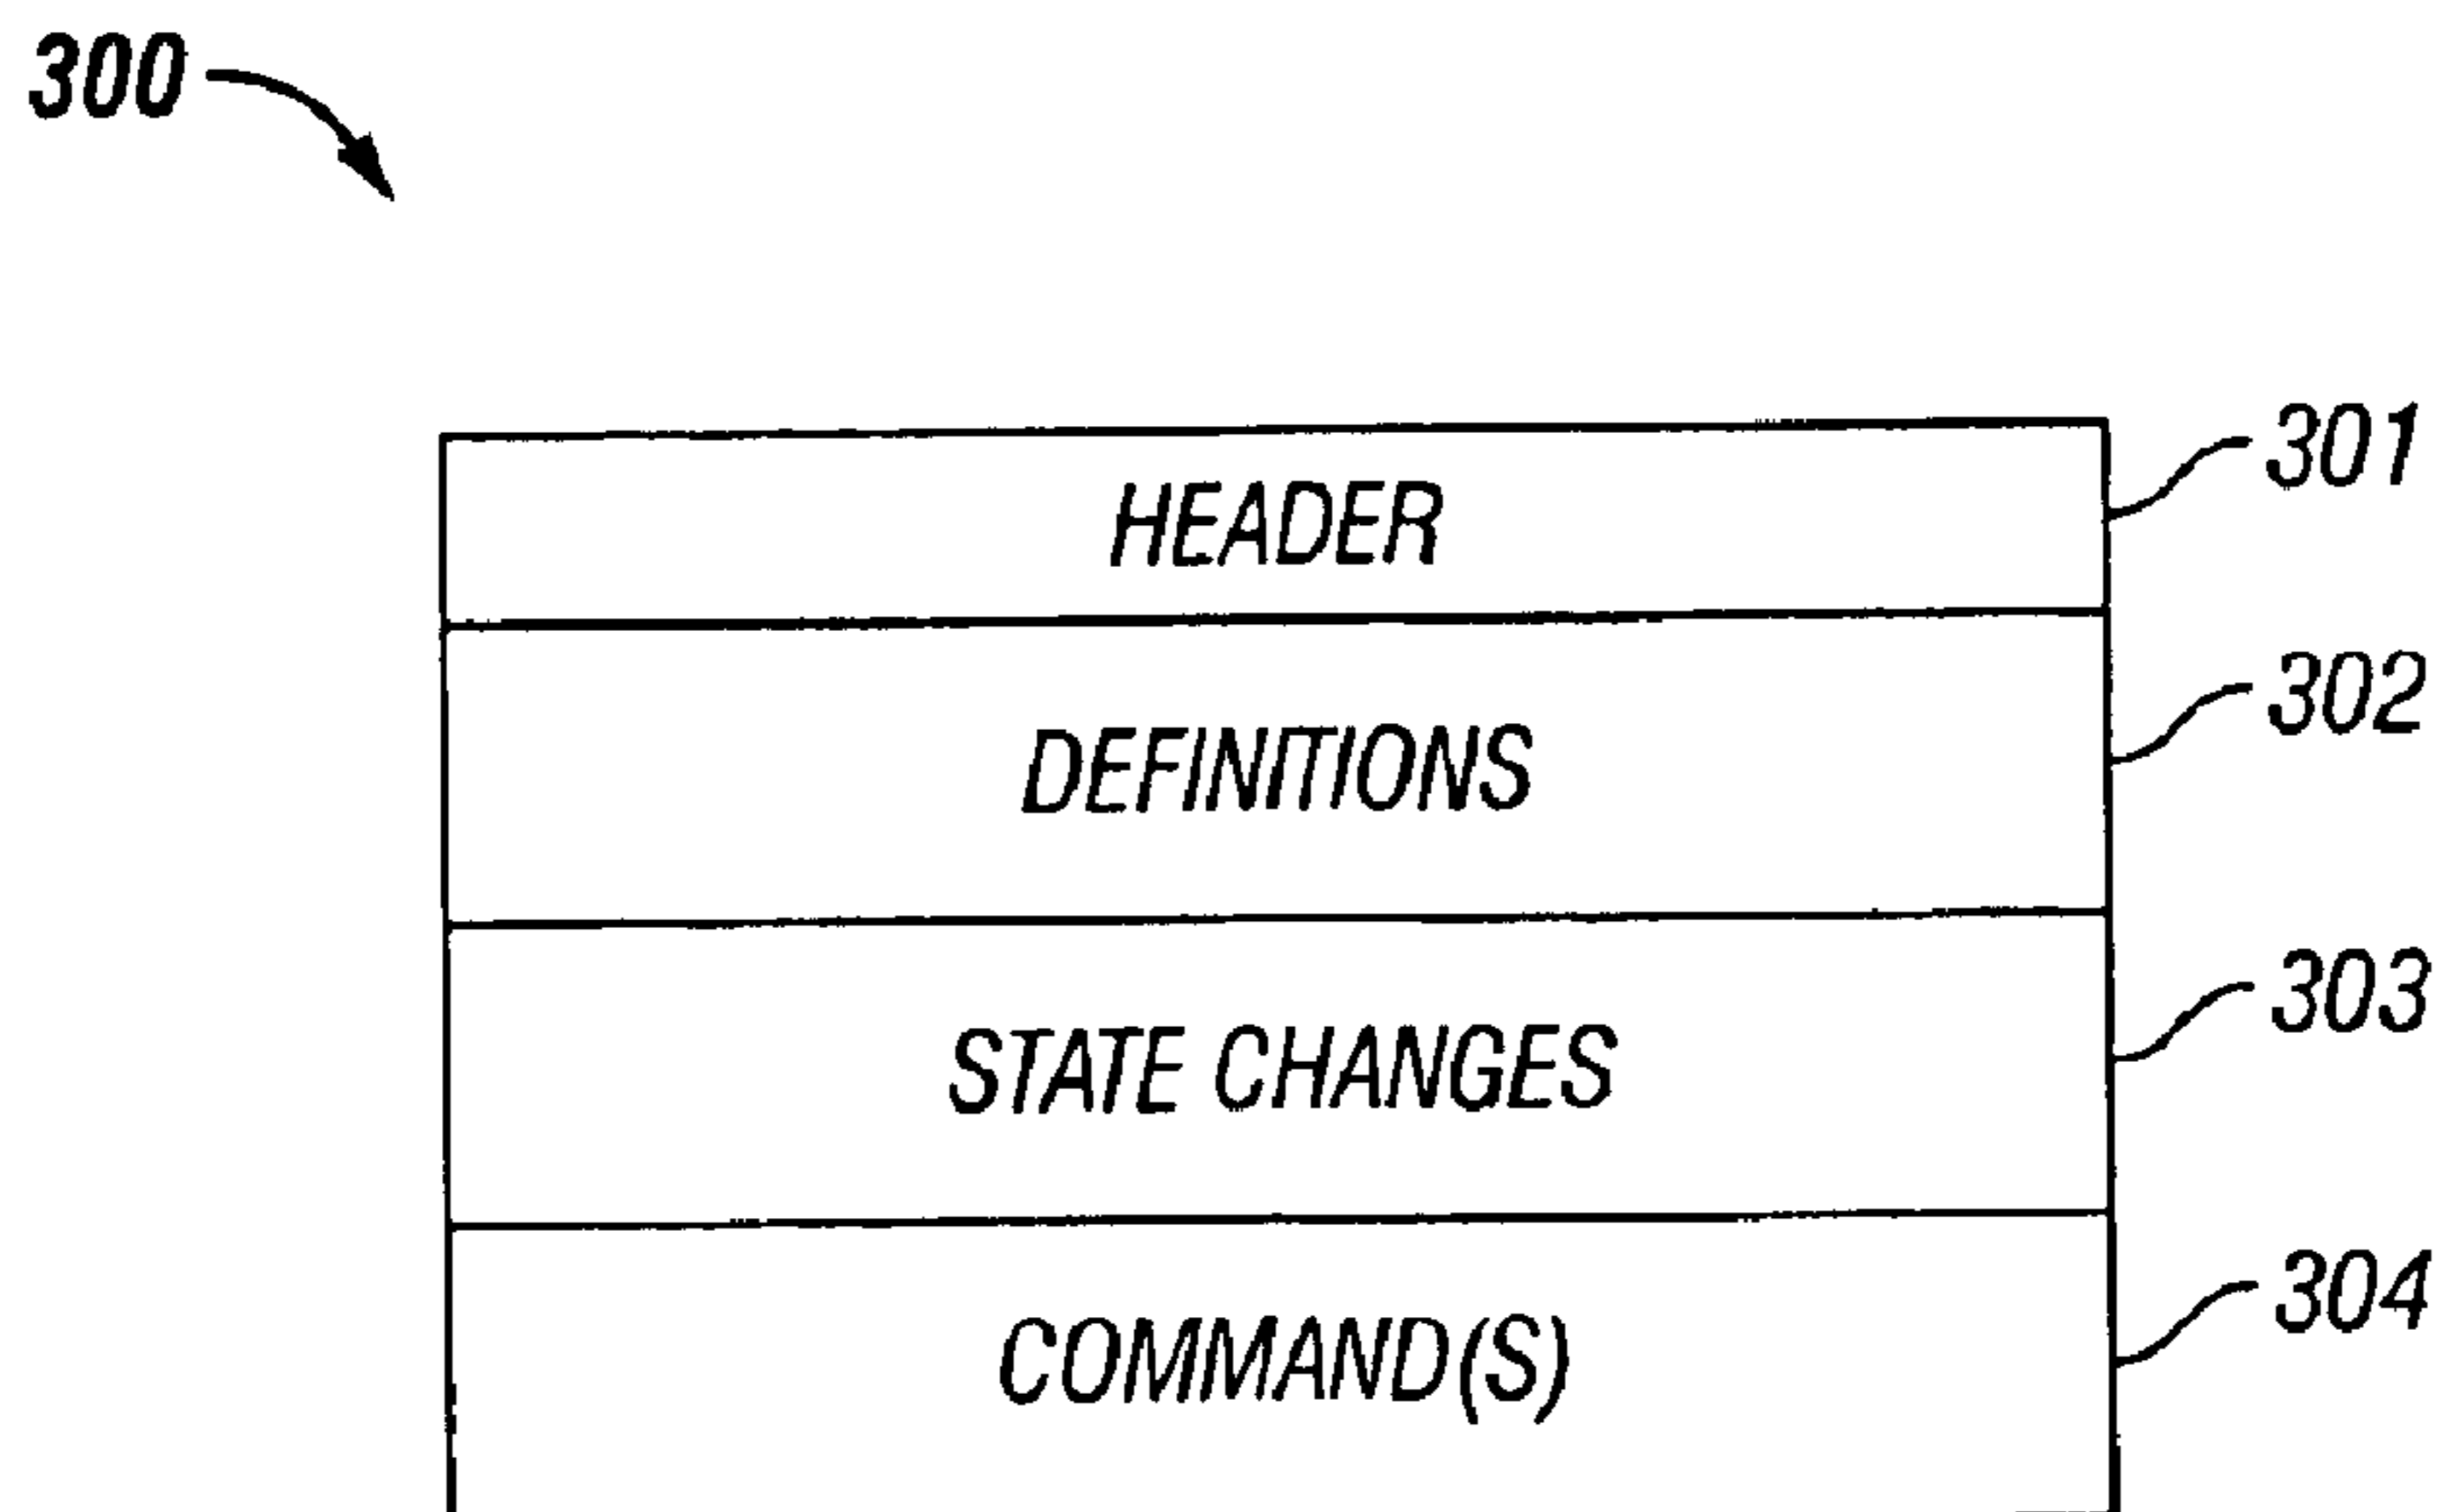 300
HEADER 301
DEFINITIONS 302
STATE CHANGES 303
COMMAND(S) 304